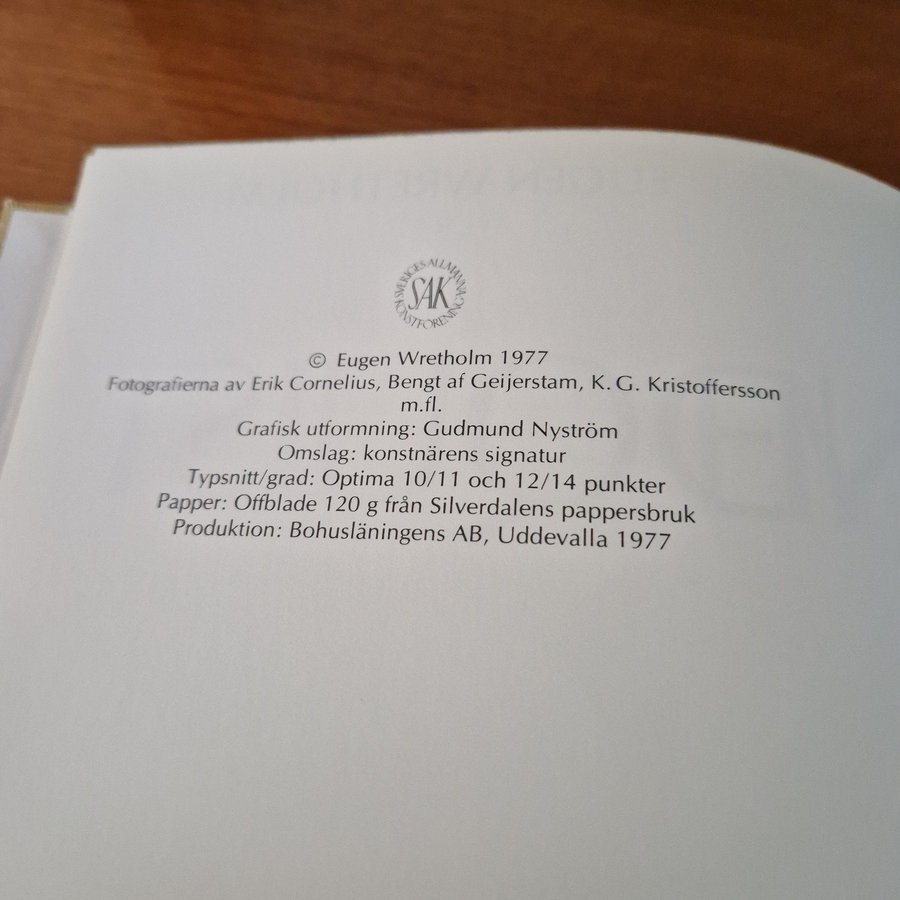 SVERIGES ALLMÄNNA KONSTFÖRENING
SAK
© Eugen Wretholm 1977
Fotografierna av Erik Cornelius, Bengt af Geijerstam, K. G. Kristoffersson
m.fl.
Grafisk utformning: Gudmund Nyström
Omslag: konstnärens signatur
Typsnitt/grad: Optima 10/11 och 12/14 punkter
Papper: Offblade 120 g från Silverdalens pappersbruk
Produktion: Bohusläningens AB, Uddevalla 1977